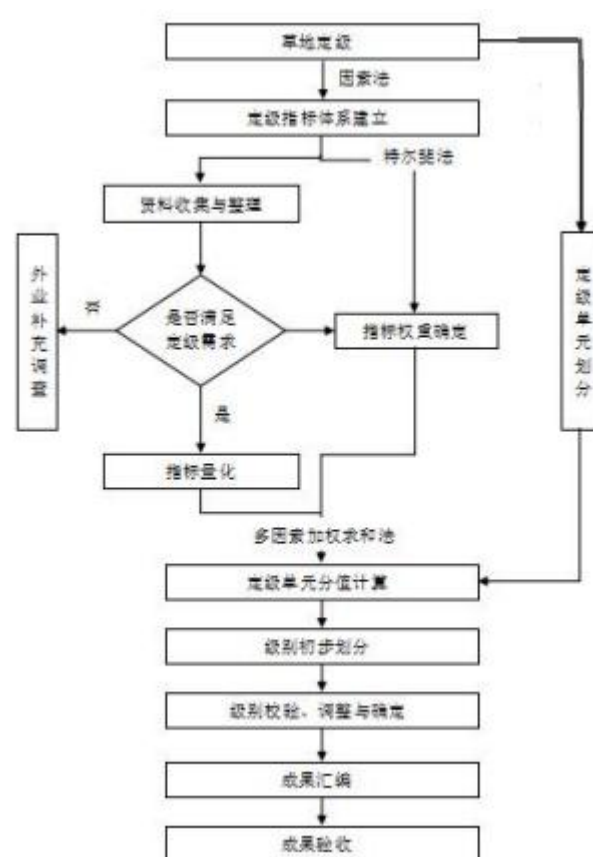 草地定级
因素法
定级指标体系建立
特尔斐法
资料收集与整理
外业补充调查
否
是否满足
定级需求
指标权重确定
定级单元划分
是
指标量化
多因素加权求和法
定级单元分值计算
级别初步划分
级别校验、调整与确定
成果汇编
成果验收